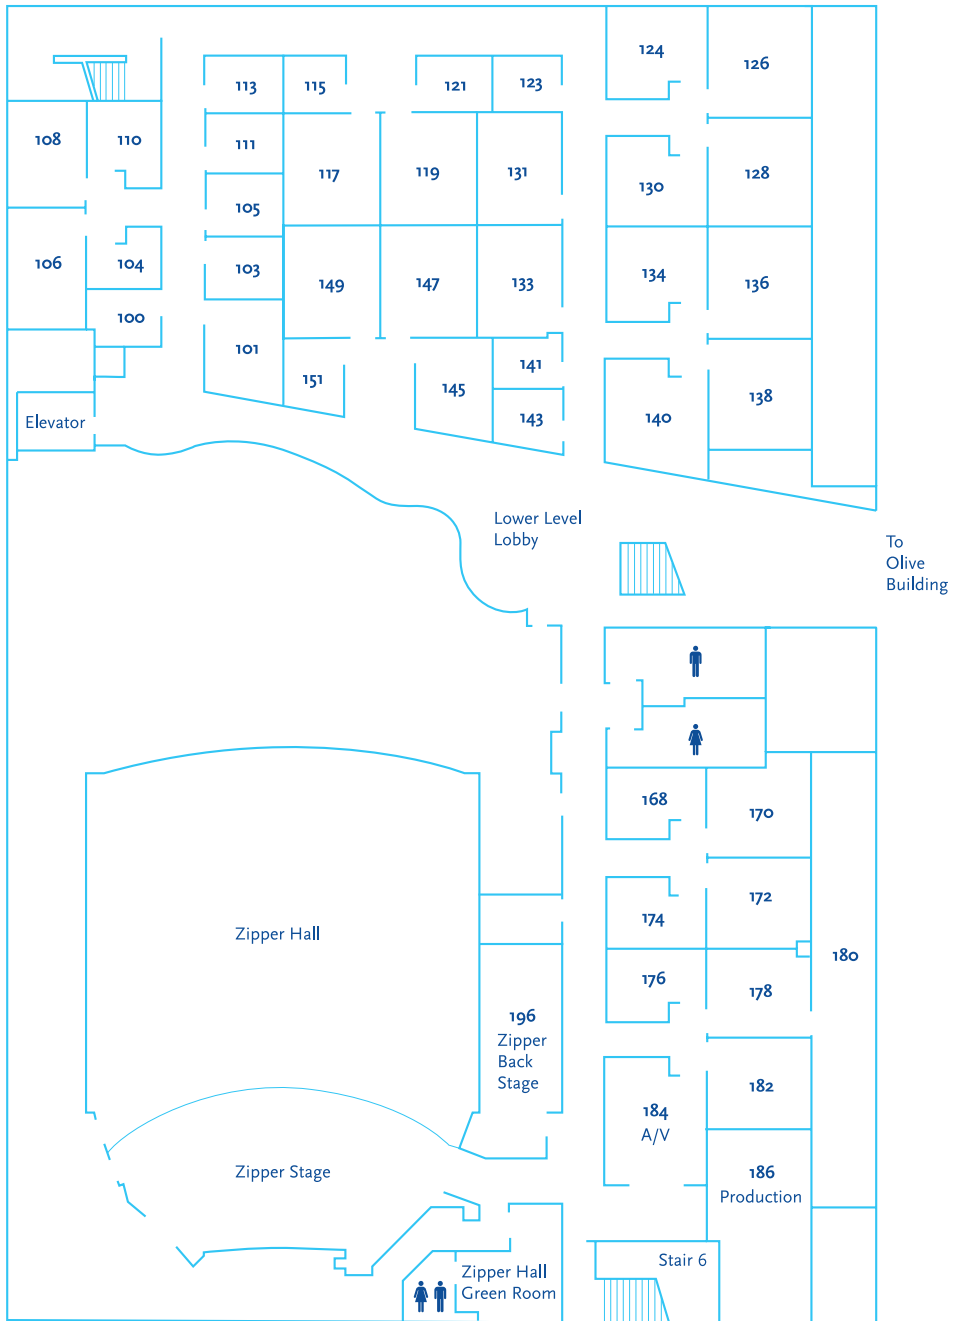 124
126
113
115
121
123
108
110
111
117
119
131
130
128
105
106
104
103
149
147
133
134
136
100
101
151
145
141
143
140
138
Elevator
Lower Level
Lobby
To
Olive
Building
168
170
172
174
Zipper Hall
180
176
178
196
Zipper
Back
Stage
182
184
A/V
Zipper Stage
186
Production
Stair 6
Zipper Hall
Green Room